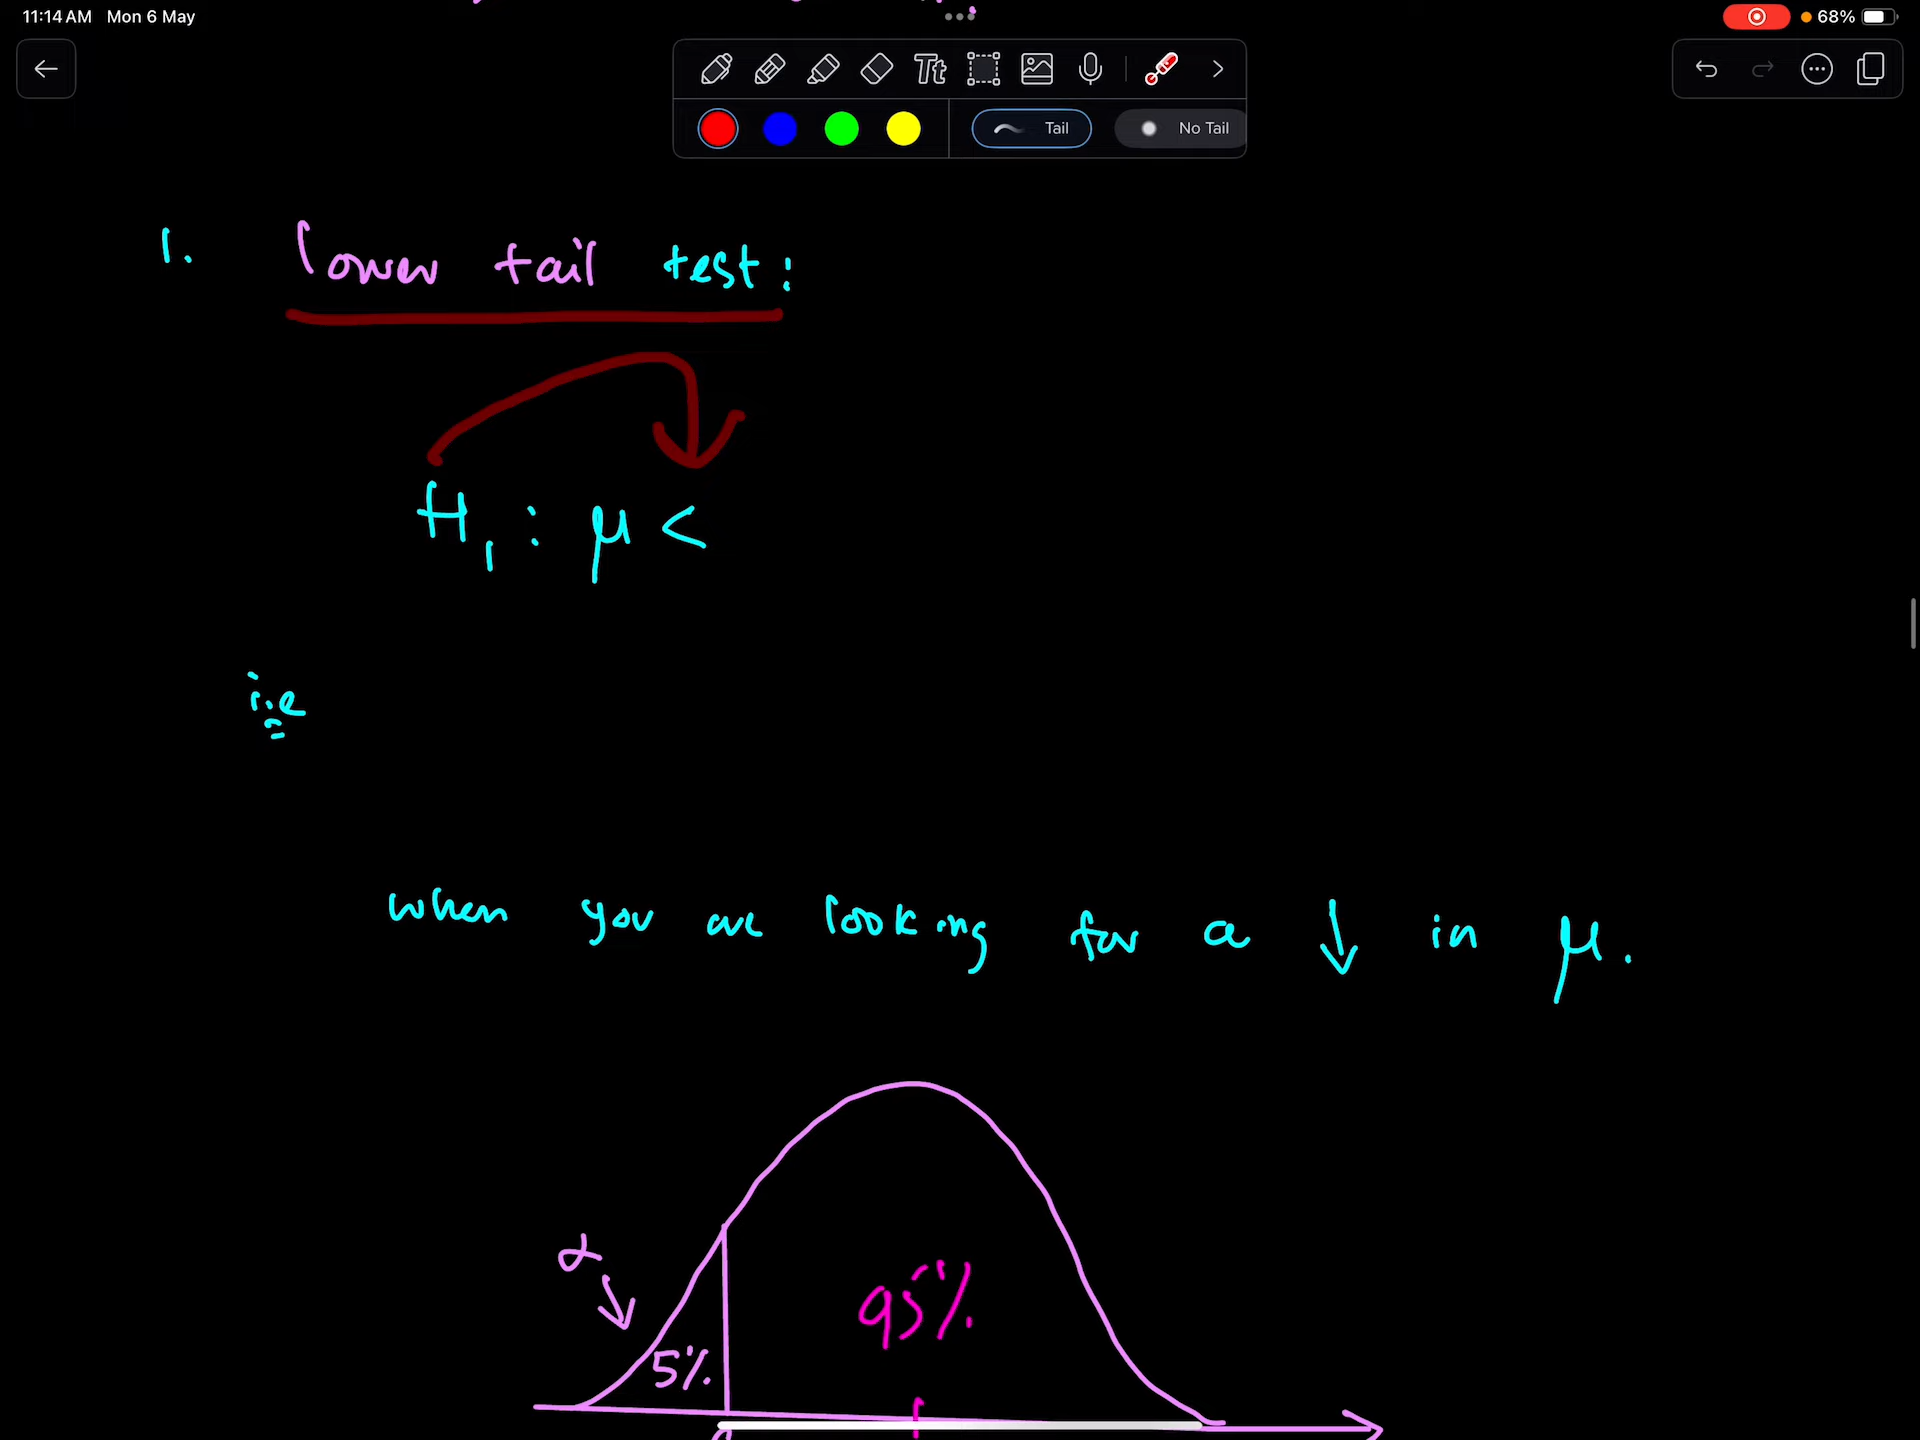 11:14 AM Mon 6 May
68%
Tt
Tail
No Tail
1. lower tail test:
H₁ : μ <
i.e
when you are looking for a ↓ in μ.
α
95%
5%